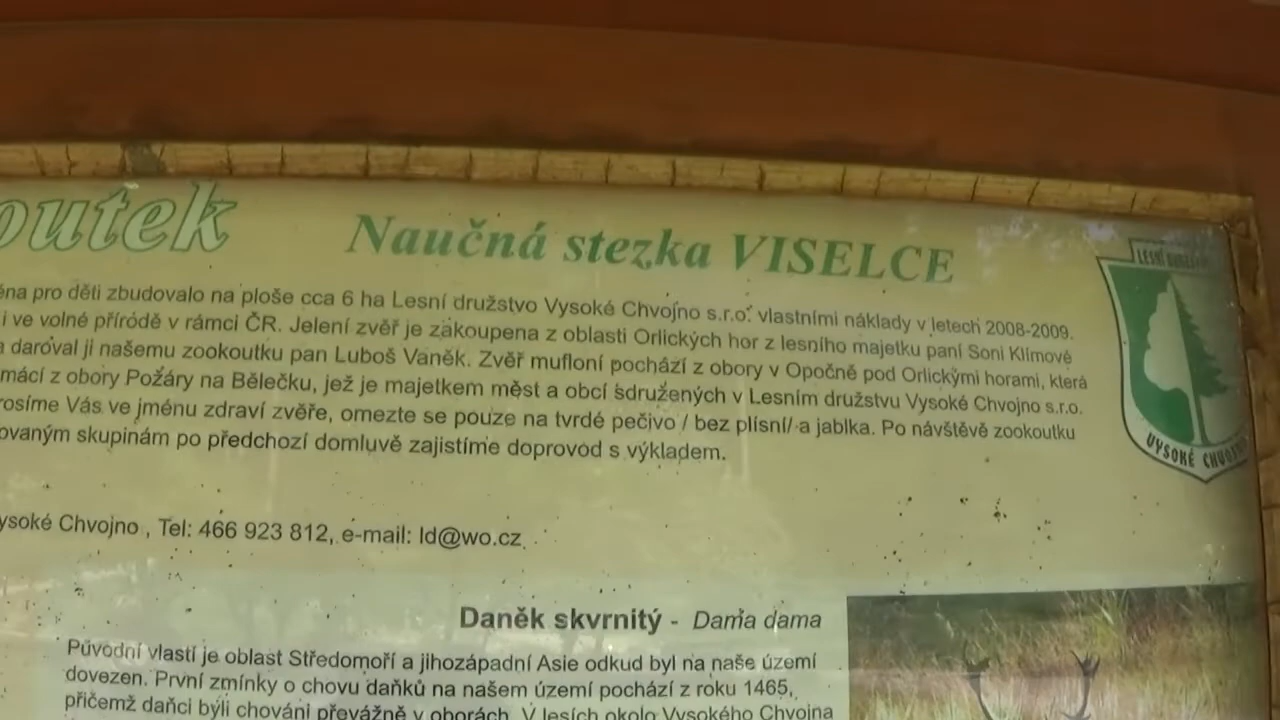 outek Naučná stezka VISELCE
LESNÍ
éna pro děti zbudovalo na ploše cca 6 ha Lesní družstvo Vysoké Chvojno s.r.o. vlastními náklady v letech 2008-2009.
i ve volné přírodě v rámci ČR. Jelení zvěř je zakoupena z oblasti Orlických hor z lesního majetku paní Soni Klímové
a daroval ji našemu zookoutku pan Luboš Vaněk. Zvěř mufloní pochází z obory v Opočně pod Orlickými horami, která
mácí z obory Požáry na Bělečku, jež je majetkem měst a obcí sdružených v Lesním družstvu Vysoké Chvojno s.r.o.
rosíme Vás ve jménu zdraví zvěře, omezte se pouze na tvrdé pečivo / bez plísní/ a jablka. Po návštěvě zookoutku
ovaným skupinám po předchozí domluvě zajistíme doprovod s výkladem.
VYSOKÉ CHVOJNO
ysoké Chvojno , Tel: 466 923 812, e-mail: ld@wo.cz
Daněk skvrnitý - Dama dama
Původní vlastí je oblast Středomoří a jihozápadní Asie odkud byl na naše území
dovezen. První zmínky o chovu daňků na našem území pochází z roku 1465,
přičemž daňci byli chováni převážně v oborách. V lesích okolo Vysokého Chvojna